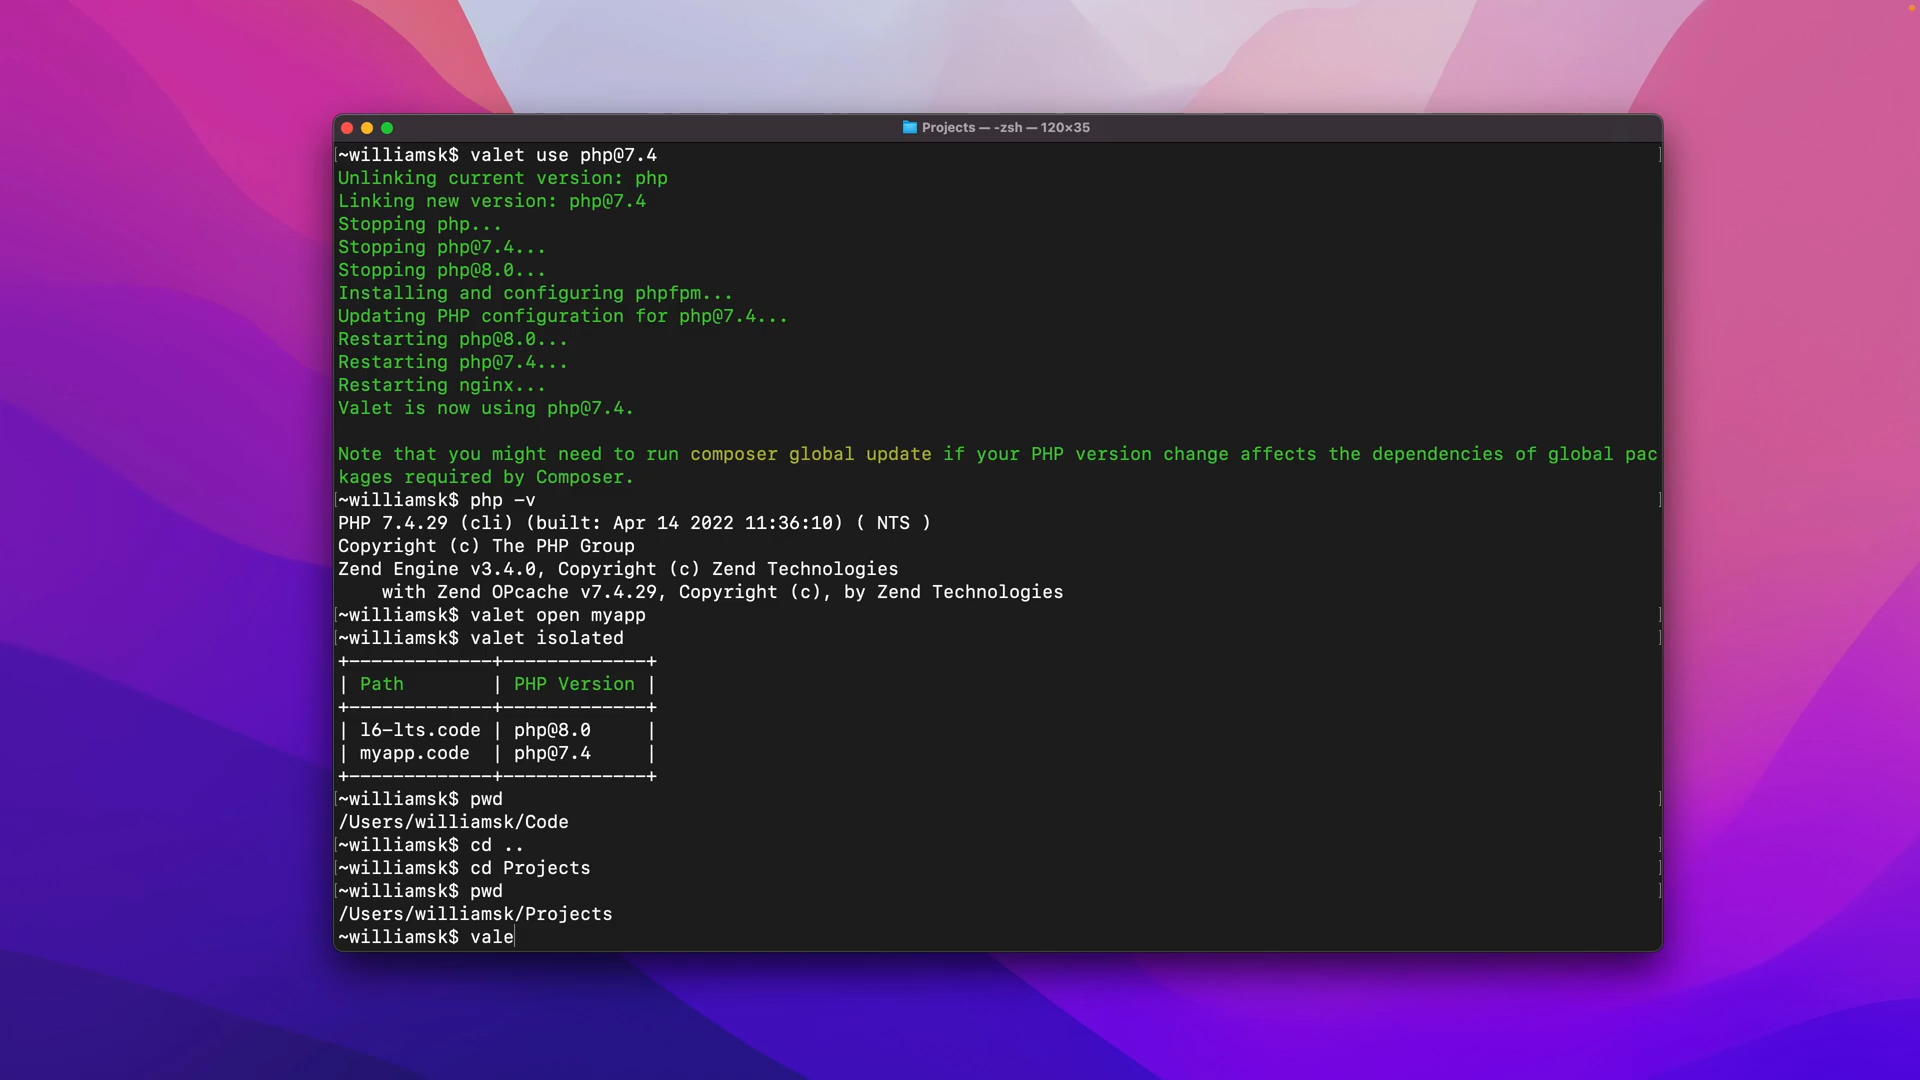 Projects — -zsh — 120×35
[~williamsk$ valet use php@7.4 ]
Unlinking current version: php
Linking new version: php@7.4
Stopping php...
Stopping php@7.4...
Stopping php@8.0...
Installing and configuring phpfpm...
Updating PHP configuration for php@7.4...
Restarting php@8.0...
Restarting php@7.4...
Restarting nginx...
Valet is now using php@7.4.
Note that you might need to run composer global update if your PHP version change affects the dependencies of global pac
kages required by Composer.
[~williamsk$ php -v ]
PHP 7.4.29 (cli) (built: Apr 14 2022 11:36:10) ( NTS )
Copyright (c) The PHP Group
Zend Engine v3.4.0, Copyright (c) Zend Technologies
    with Zend OPcache v7.4.29, Copyright (c), by Zend Technologies
[~williamsk$ valet open myapp ]
[~williamsk$ valet isolated ]
+-------------+-------------+
| Path        | PHP Version |
+-------------+-------------+
| l6-lts.code | php@8.0     |
| myapp.code  | php@7.4     |
+-------------+-------------+
[~williamsk$ pwd ]
/Users/williamsk/Code
[~williamsk$ cd .. ]
[~williamsk$ cd Projects ]
[~williamsk$ pwd ]
/Users/williamsk/Projects
~williamsk$ vale